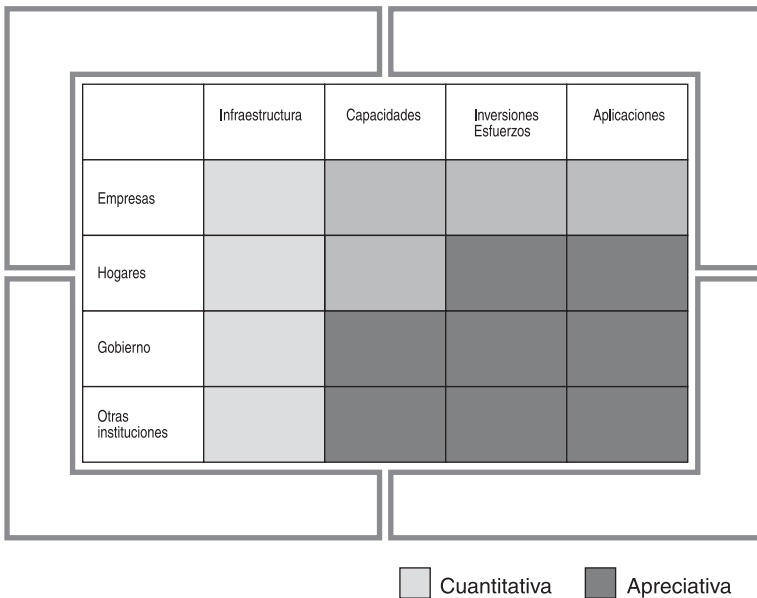 Infraestructura
Capacidades
Inversiones
Esfuerzos
Aplicaciones
Empresas
Hogares
Gobierno
Otras
instituciones
Cuantitativa
Apreciativa